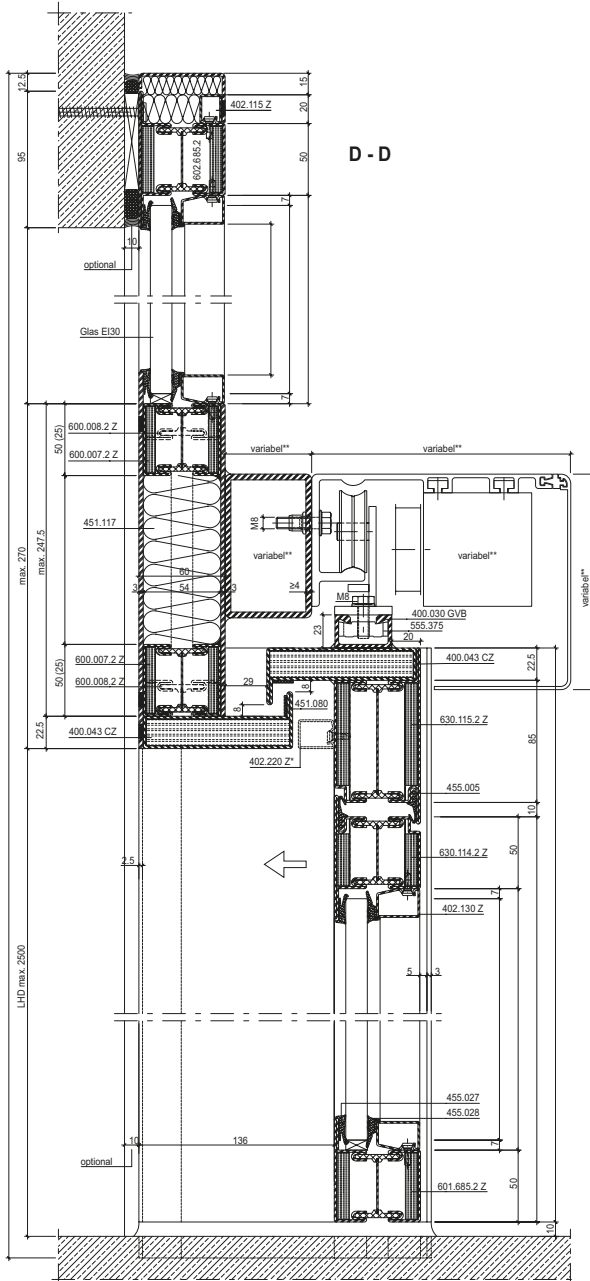 12.5
15
402.115 Z
20
602.685.2
50
95
D - D
7
10
optional
Glas EI30
7
600.008.2 Z
50 (25)
variabel**
variabel**
600.007.2 Z
451.117
M8
variabel**
variabel**
variabel**
max. 270
max. 247.5
60
3
54
3
≥4
M8
400.030 GVB
23
555.375
20
600.007.2 Z
50 (25)
400.043 CZ
22.5
600.008.2 Z
29
8
8
451.080
630.115.2 Z
22.5
400.043 CZ
402.220 Z*
85
455.005
10
2.5
630.114.2 Z
50
7
402.130 Z
LHD max. 2500
5
3
455.027
455.028
10
136
7
optional
601.685.2 Z
50
10